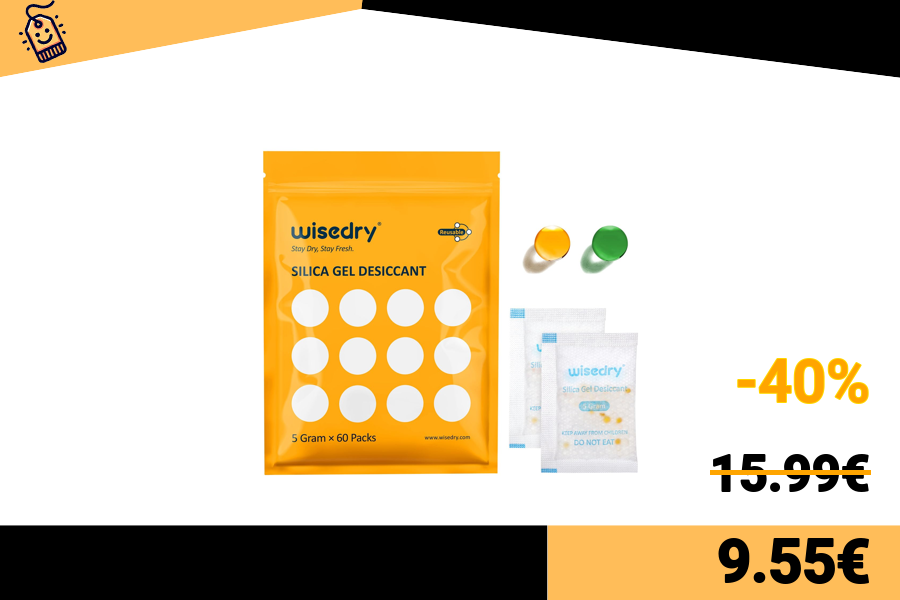 wisedry®
Reusable
Stay Dry, Stay Fresh.
SILICA GEL DESICCANT
5 Gram × 60 Packs
www.wisedry.com
wisedry
Silica Gel Desiccant
5 Gram
KEEP AWAY FROM CHILDREN
DO NOT EAT
-40%
15.99€
9.55€